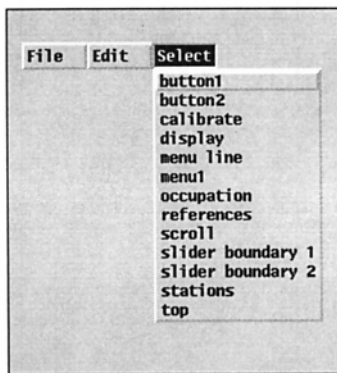 File Edit Select
button1
button2
calibrate
display
menu line
menu1
occupation
references
scroll
slider boundary 1
slider boundary 2
stations
top